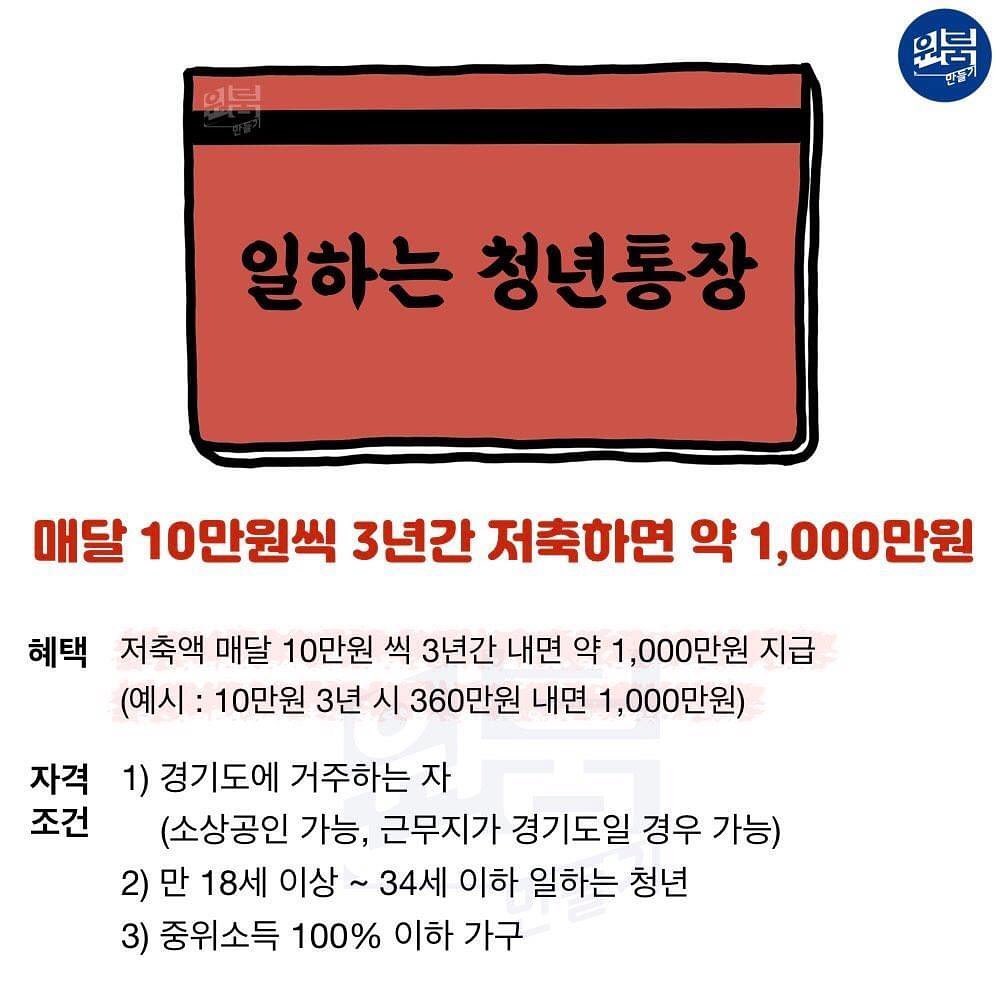 원룸
만들기
원룸
만들기
일하는 청년통장
매달 10만원씩 3년간 저축하면 약 1,000만원
혜택 저축액 매달 10만원 씩 3년간 내면 약 1,000만원 지급
(예시 : 10만원 3년 시 360만원 내면 1,000만원)
자격
조건
1) 경기도에 거주하는 자
(소상공인 가능, 근무지가 경기도일 경우 가능)
2) 만 18세 이상 ~ 34세 이하 일하는 청년
3) 중위소득 100% 이하 가구
원룸
만들기